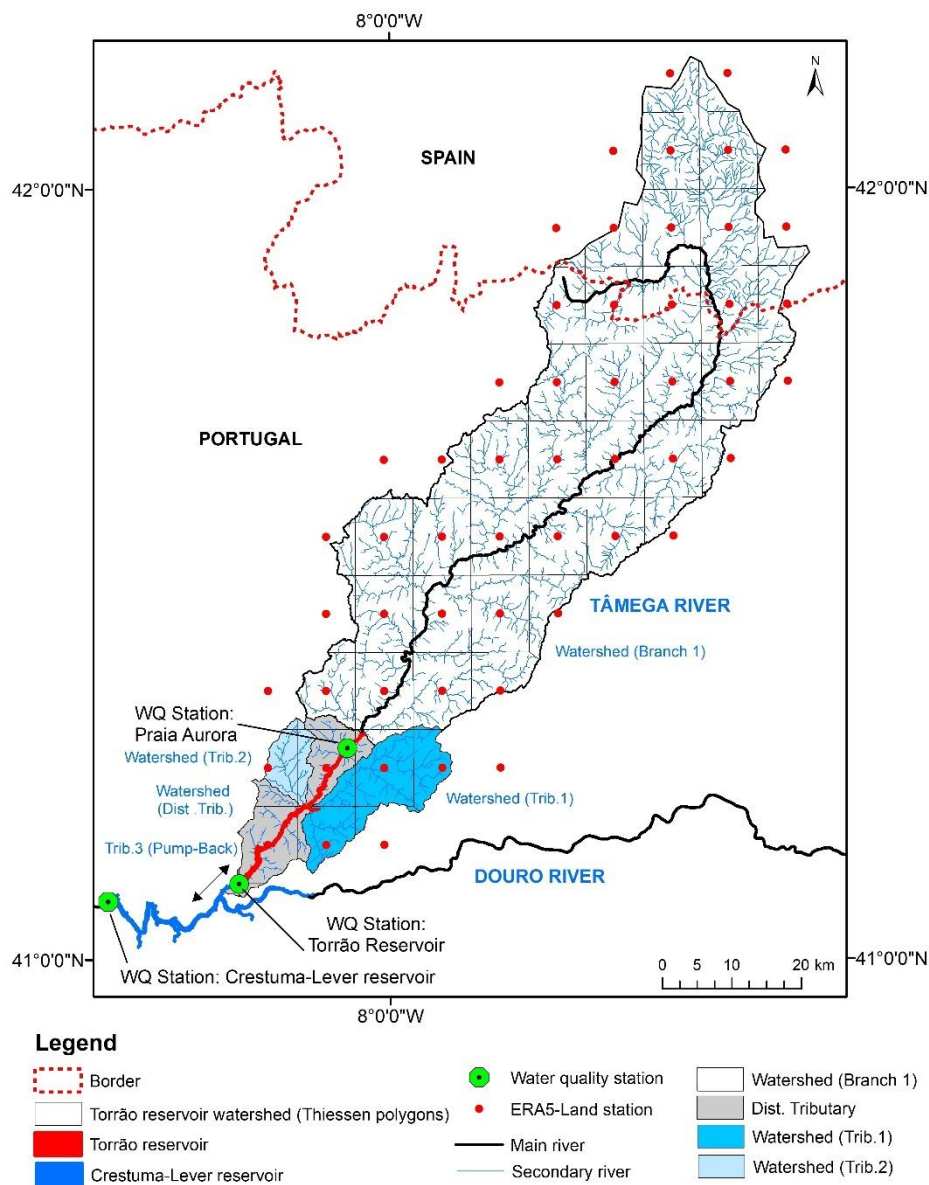 8°0'0"W
N
SPAIN
42°0'0"N
42°0'0"N
PORTUGAL
TÂMEGA RIVER
Watershed (Branch 1)
WQ Station:
Praia Aurora
Watershed (Trib.2)
Watershed
(Dist .Trib.)
Watershed (Trib.1)
Trib.3 (Pump-Back)
DOURO RIVER
WQ Station:
Torrão Reservoir
41°0'0"N
41°0'0"N
WQ Station: Crestuma-Lever reservoir
0 5 10 20 km
8°0'0"W
Legend
Border
Torrão reservoir watershed (Thiessen polygons)
Torrão reservoir
Crestuma-Lever reservoir
Water quality station
ERA5-Land station
Main river
Secondary river
Watershed (Branch 1)
Dist. Tributary
Watershed (Trib.1)
Watershed (Trib.2)